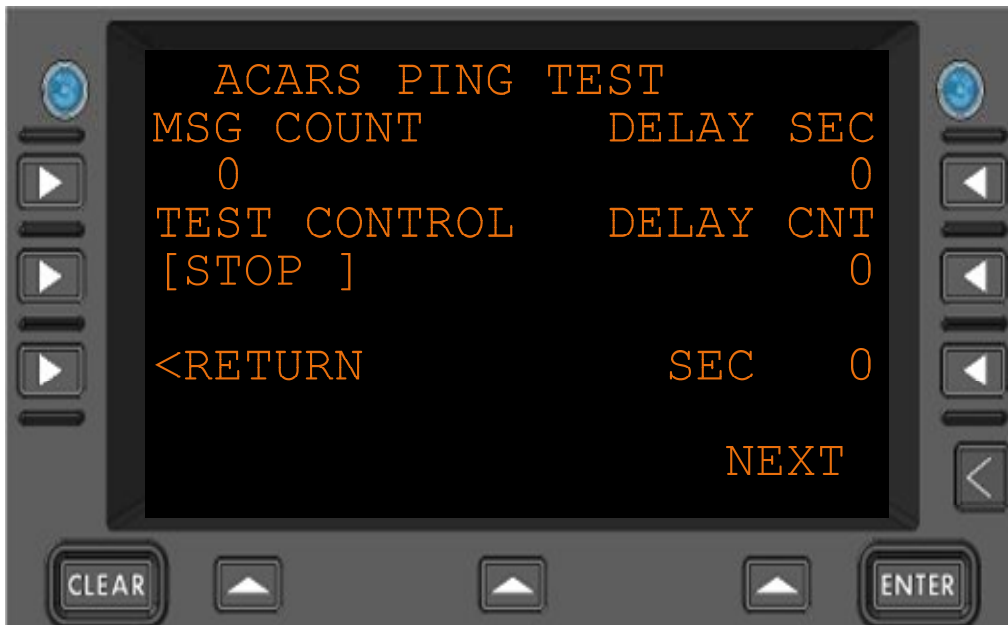 ACARS PING TEST
MSG COUNT DELAY SEC
0 0
TEST CONTROL DELAY CNT
[STOP ] 0
<RETURN SEC 0
NEXT
CLEAR ENTER